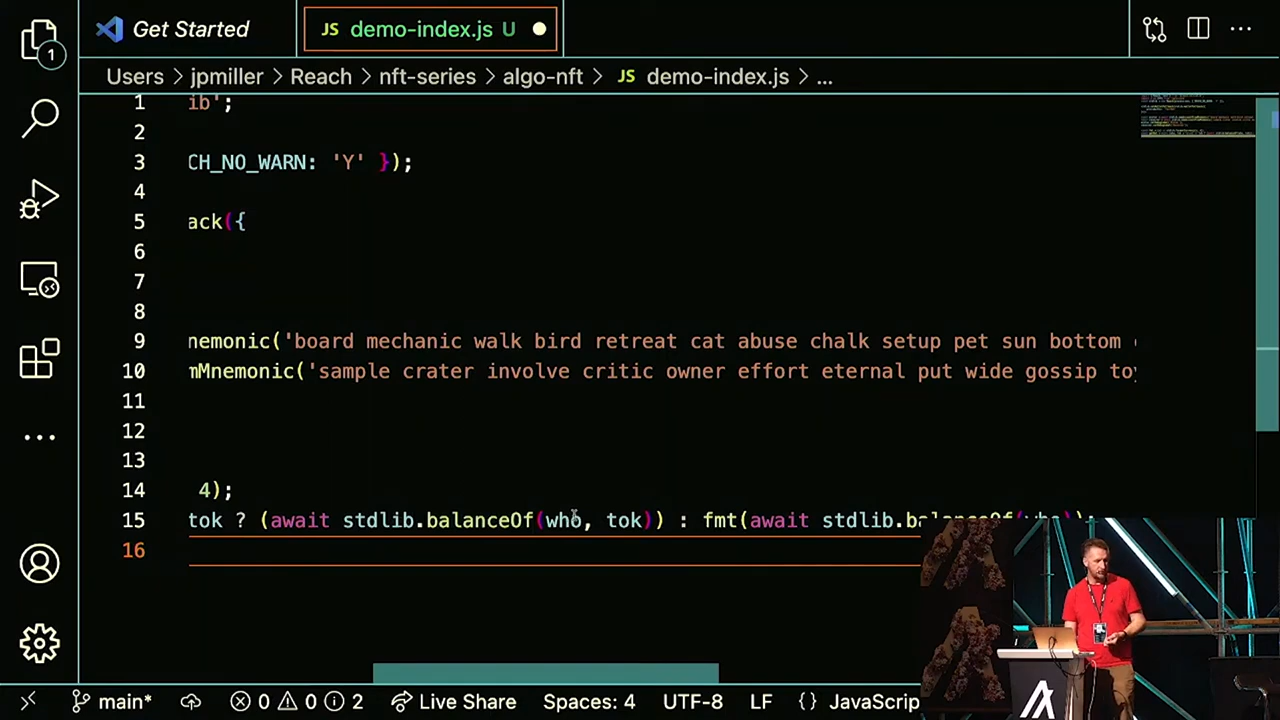 Get Started
JS demo-index.js U
1
Users > jpmiller > Reach > nft-series > algo-nft > JS demo-index.js > ...
1 ib';
2
3 CH_NO_WARN: 'Y' });
4
5 ack({
6
7
8
9 nemonic('board mechanic walk bird retreat cat abuse chalk setup pet sun bottom
10 mMnemonic('sample crater involve critic owner effort eternal put wide gossip
11
12
13
14 4);
15 tok ? (await stdlib.balanceOf(who, tok)) : fmt(await stdlib.balanceOf(who));
16
main* 0 0 2 Live Share Spaces: 4 UTF-8 LF {} JavaScrip